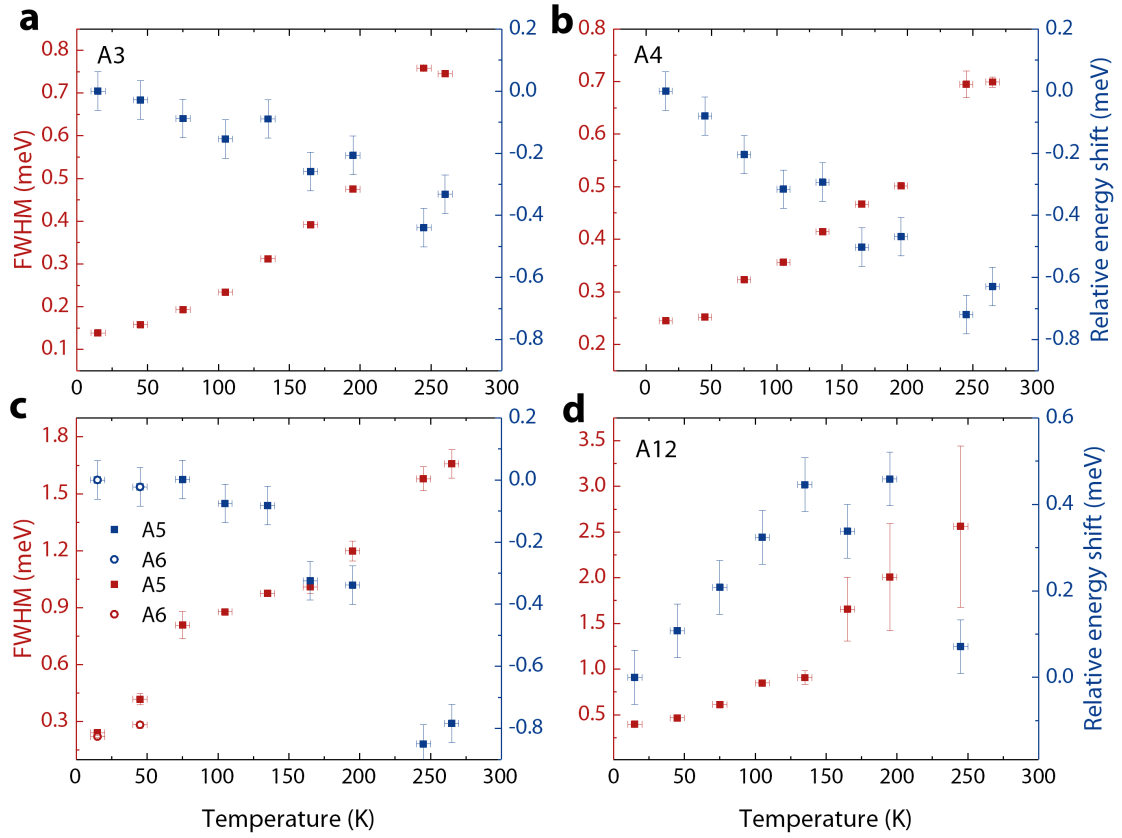 a
A3
FWHM (meV)
0.8
0.7
0.6
0.5
0.4
0.3
0.2
0.1
0.2
0.0
-0.2
-0.4
-0.6
-0.8
0 50 100 150 200 250 300
b
A4
0.8
0.7
0.6
0.5
0.4
0.3
0.2
0.2
0.0
-0.2
-0.4
-0.6
-0.8
Relative energy shift (meV)
0 50 100 150 200 250 300
c
FWHM (meV)
1.8
1.5
1.2
0.9
0.6
0.3
A5
A6
A5
A6
0.2
0.0
-0.2
-0.4
-0.6
-0.8
0 50 100 150 200 250 300
Temperature (K)
d
A12
3.5
3.0
2.5
2.0
1.5
1.0
0.5
0.6
0.4
0.2
0.0
Relative energy shift (meV)
0 50 100 150 200 250 300
Temperature (K)